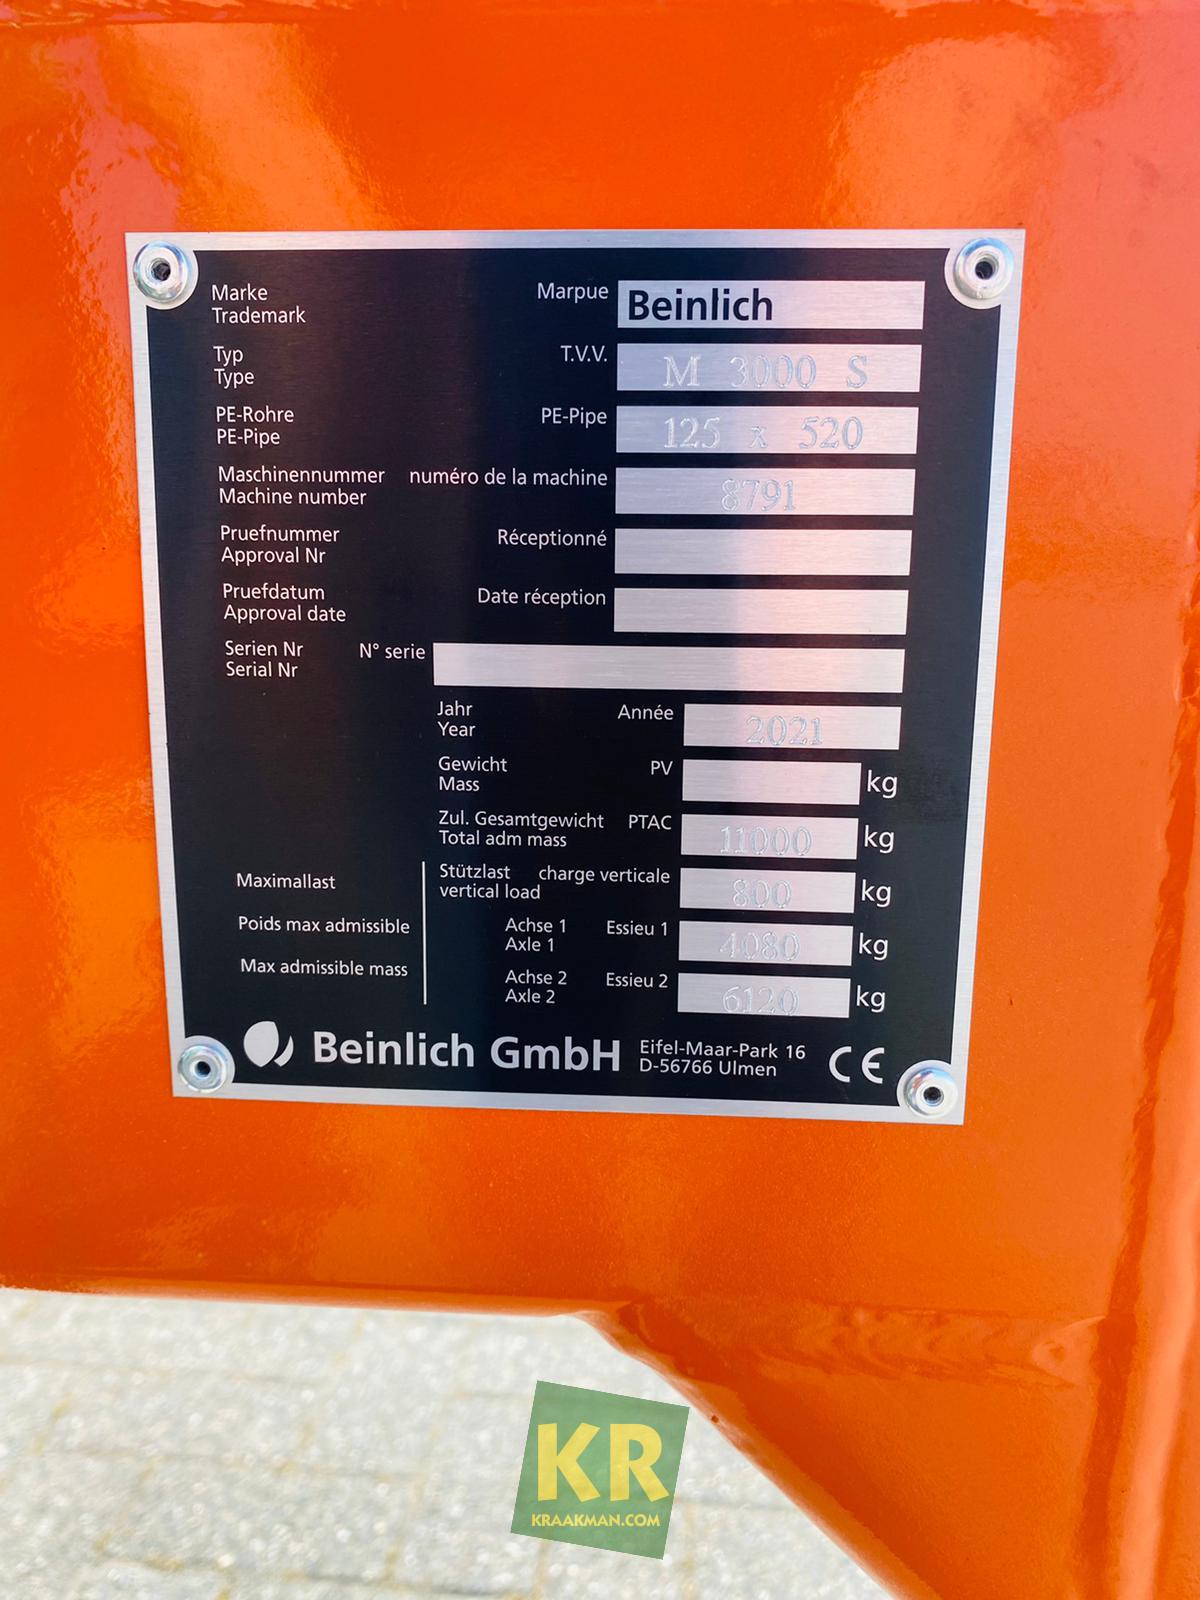 Marke Marpue Beinlich
Trademark
Typ T.V.V. M 3000 S
Type
PE-Rohre PE-Pipe 125 x 520
PE-Pipe
Maschinennummer numéro de la machine 8791
Machine number
Pruefnummer Réceptionné
Approval Nr
Pruefdatum Date réception
Approval date
Serien Nr N° serie
Serial Nr
Jahr Année 2021
Year
Gewicht PV kg
Mass
Zul. Gesamtgewicht PTAC 11000 kg
Total adm mass
Maximallast
Poids max admissible
Max admissible mass
Stützlast charge verticale 800 kg
vertical load
Achse 1 Essieu 1 4080 kg
Axle 1
Achse 2 Essieu 2 6120 kg
Axle 2
Beinlich GmbH Eifel-Maar-Park 16 CE
D-56766 Ulmen
KR
KRAAKMAN.COM